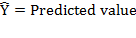 Ŷ = Predicted value